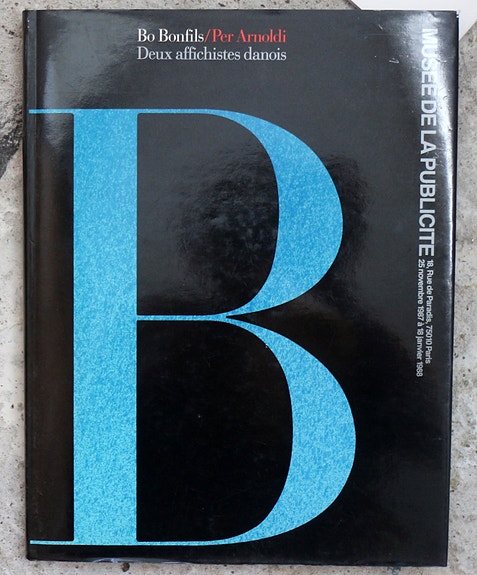 Bo Bonfils/Per Arnoldi
Deux affichistes danois
MUSÉE DE LA PUBLICITE
18, Rue de Paradis, 75010 Paris
25 novembre 1987 à 18 janvier 1988
B